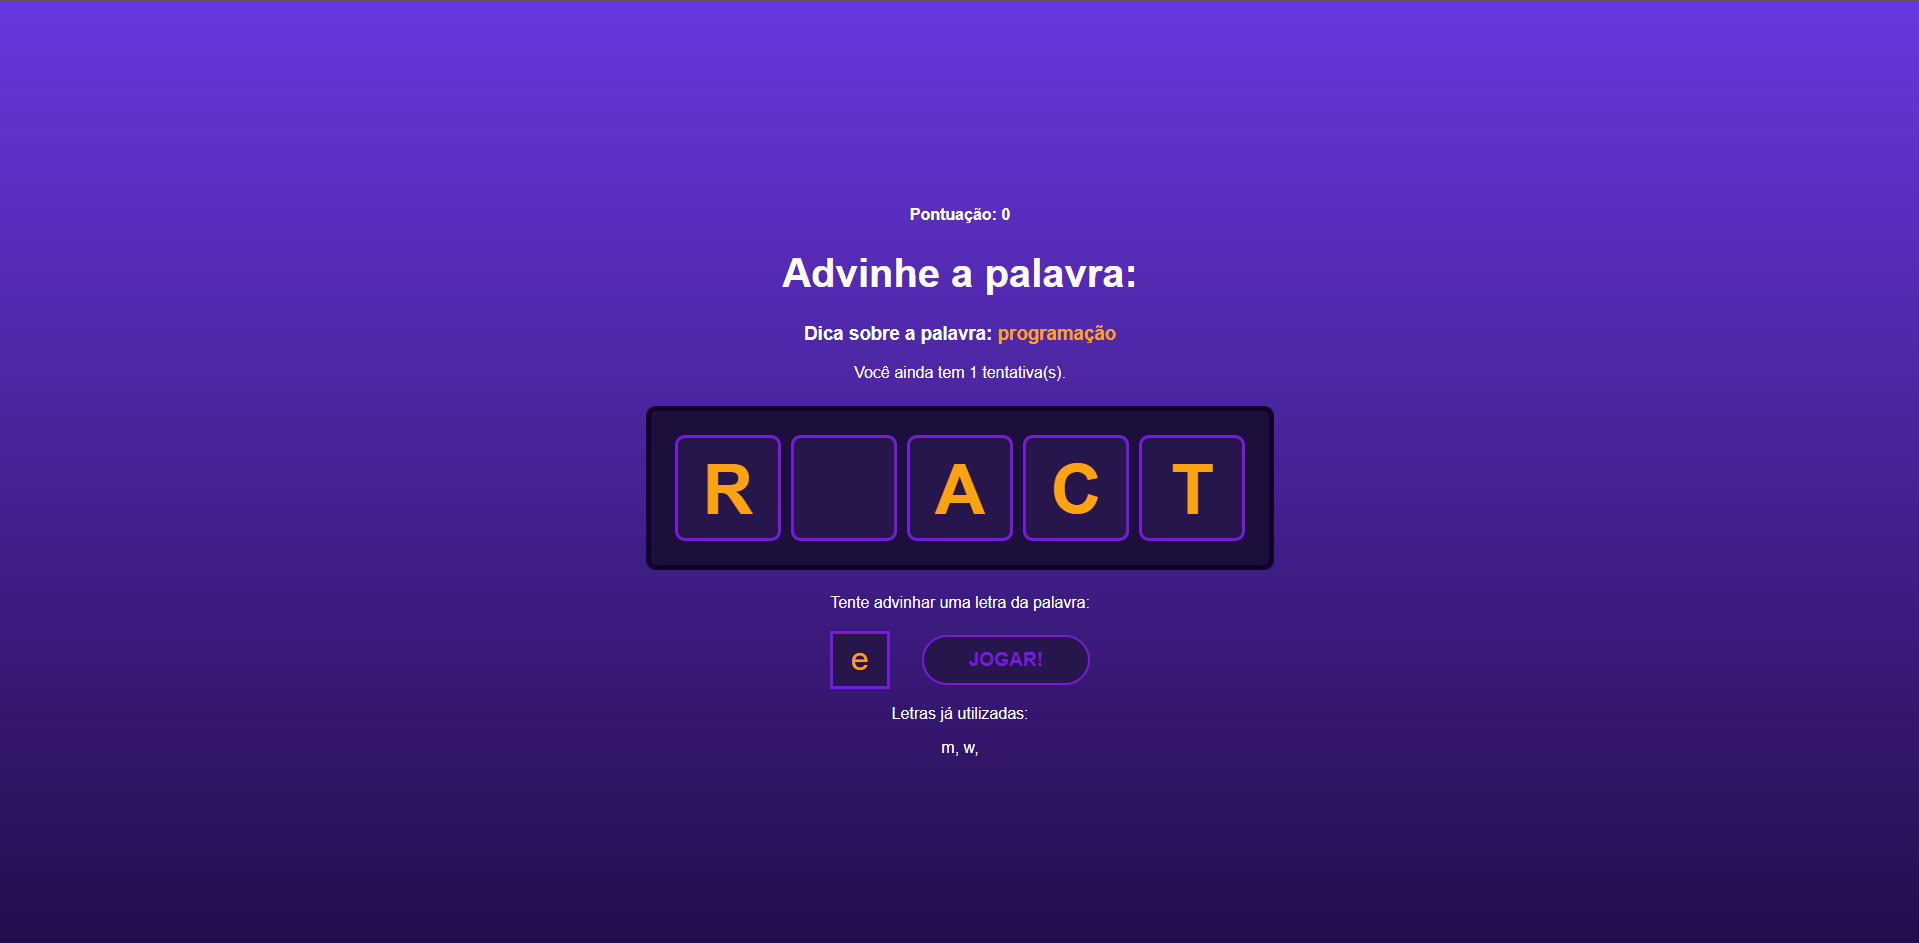 Pontuação: 0
Advinhe a palavra:
Dica sobre a palavra: programação
Você ainda tem 1 tentativa(s).
R A C T
Tente advinhar uma letra da palavra:
e JOGAR!
Letras já utilizadas:
m, w,